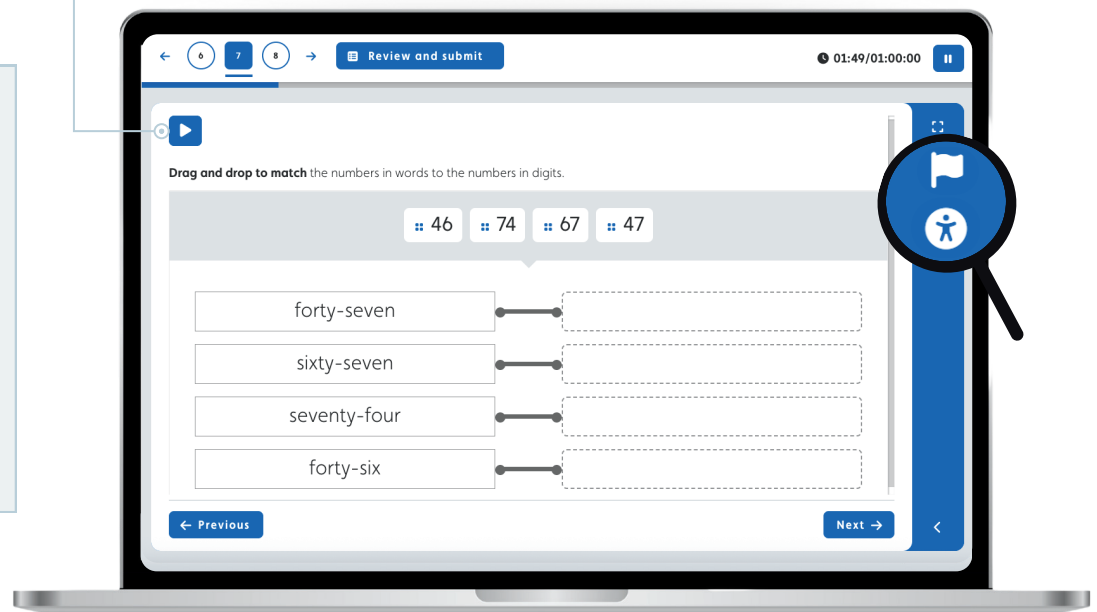 6 7 8 Review and submit 01:49/01:00:00
Drag and drop to match the numbers in words to the numbers in digits.
46 74 67 47
forty-seven
sixty-seven
seventy-four
forty-six
Previous Next